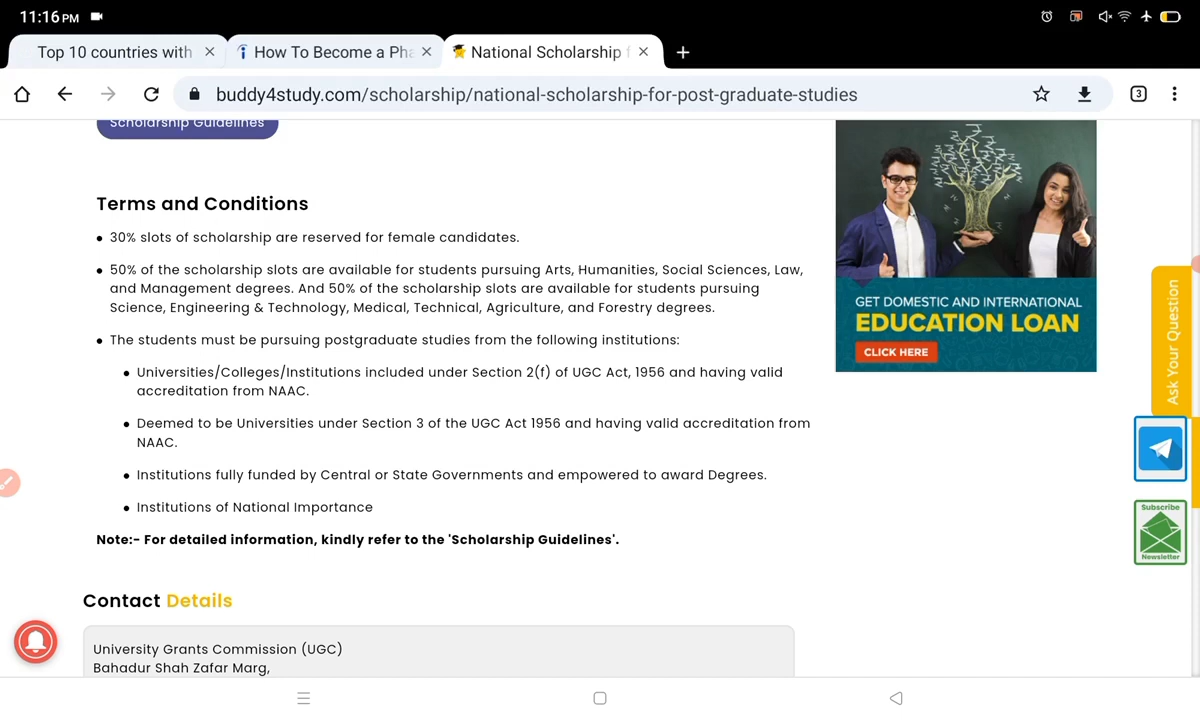 11:16 PM
Top 10 countries with
How To Become a Pha
National Scholarship f
buddy4study.com/scholarship/national-scholarship-for-post-graduate-studies
3
Scholarship Guidelines
Terms and Conditions
30% slots of scholarship are reserved for female candidates.
50% of the scholarship slots are available for students pursuing Arts, Humanities, Social Sciences, Law,
and Management degrees. And 50% of the scholarship slots are available for students pursuing
Science, Engineering & Technology, Medical, Technical, Agriculture, and Forestry degrees.
The students must be pursuing postgraduate studies from the following institutions:
Universities/Colleges/Institutions included under Section 2(f) of UGC Act, 1956 and having valid
accreditation from NAAC.
Deemed to be Universities under Section 3 of the UGC Act 1956 and having valid accreditation from
NAAC.
Institutions fully funded by Central or State Governments and empowered to award Degrees.
Institutions of National Importance
Note:- For detailed information, kindly refer to the 'Scholarship Guidelines'.
Contact Details
University Grants Commission (UGC)
Bahadur Shah Zafar Marg,
GET DOMESTIC AND INTERNATIONAL
EDUCATION LOAN
CLICK HERE
Ask Your Question
Subscribe
Newsletter